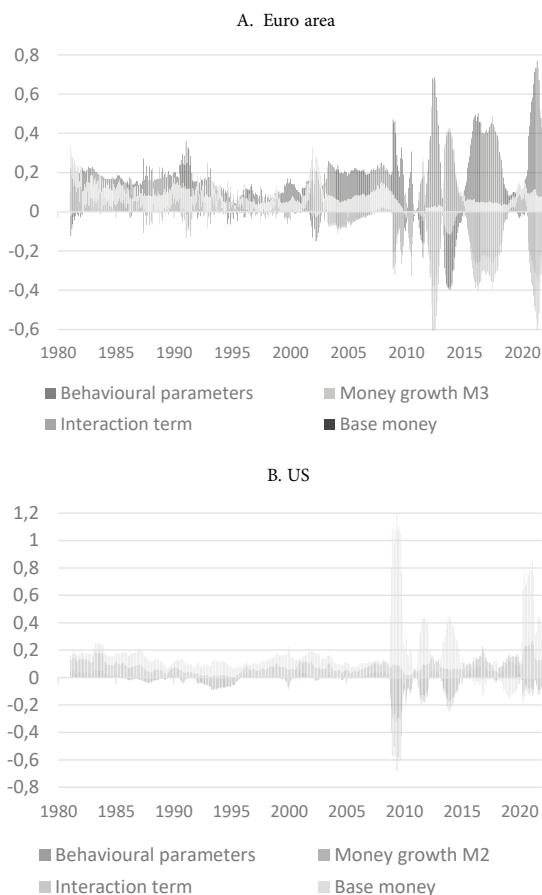 A. Euro area
0,8
0,6
0,4
0,2
0
-0,2
-0,4
-0,6
1980 1985 1990 1995 2000 2005 2010 2015 2020
Behavioural parameters Money growth M3
Interaction term Base money
B. US
1,2
1
0,8
0,6
0,4
0,2
0
-0,2
-0,4
-0,6
-0,8
1980 1985 1990 1995 2000 2005 2010 2015 2020
Behavioural parameters Money growth M2
Interaction term Base money